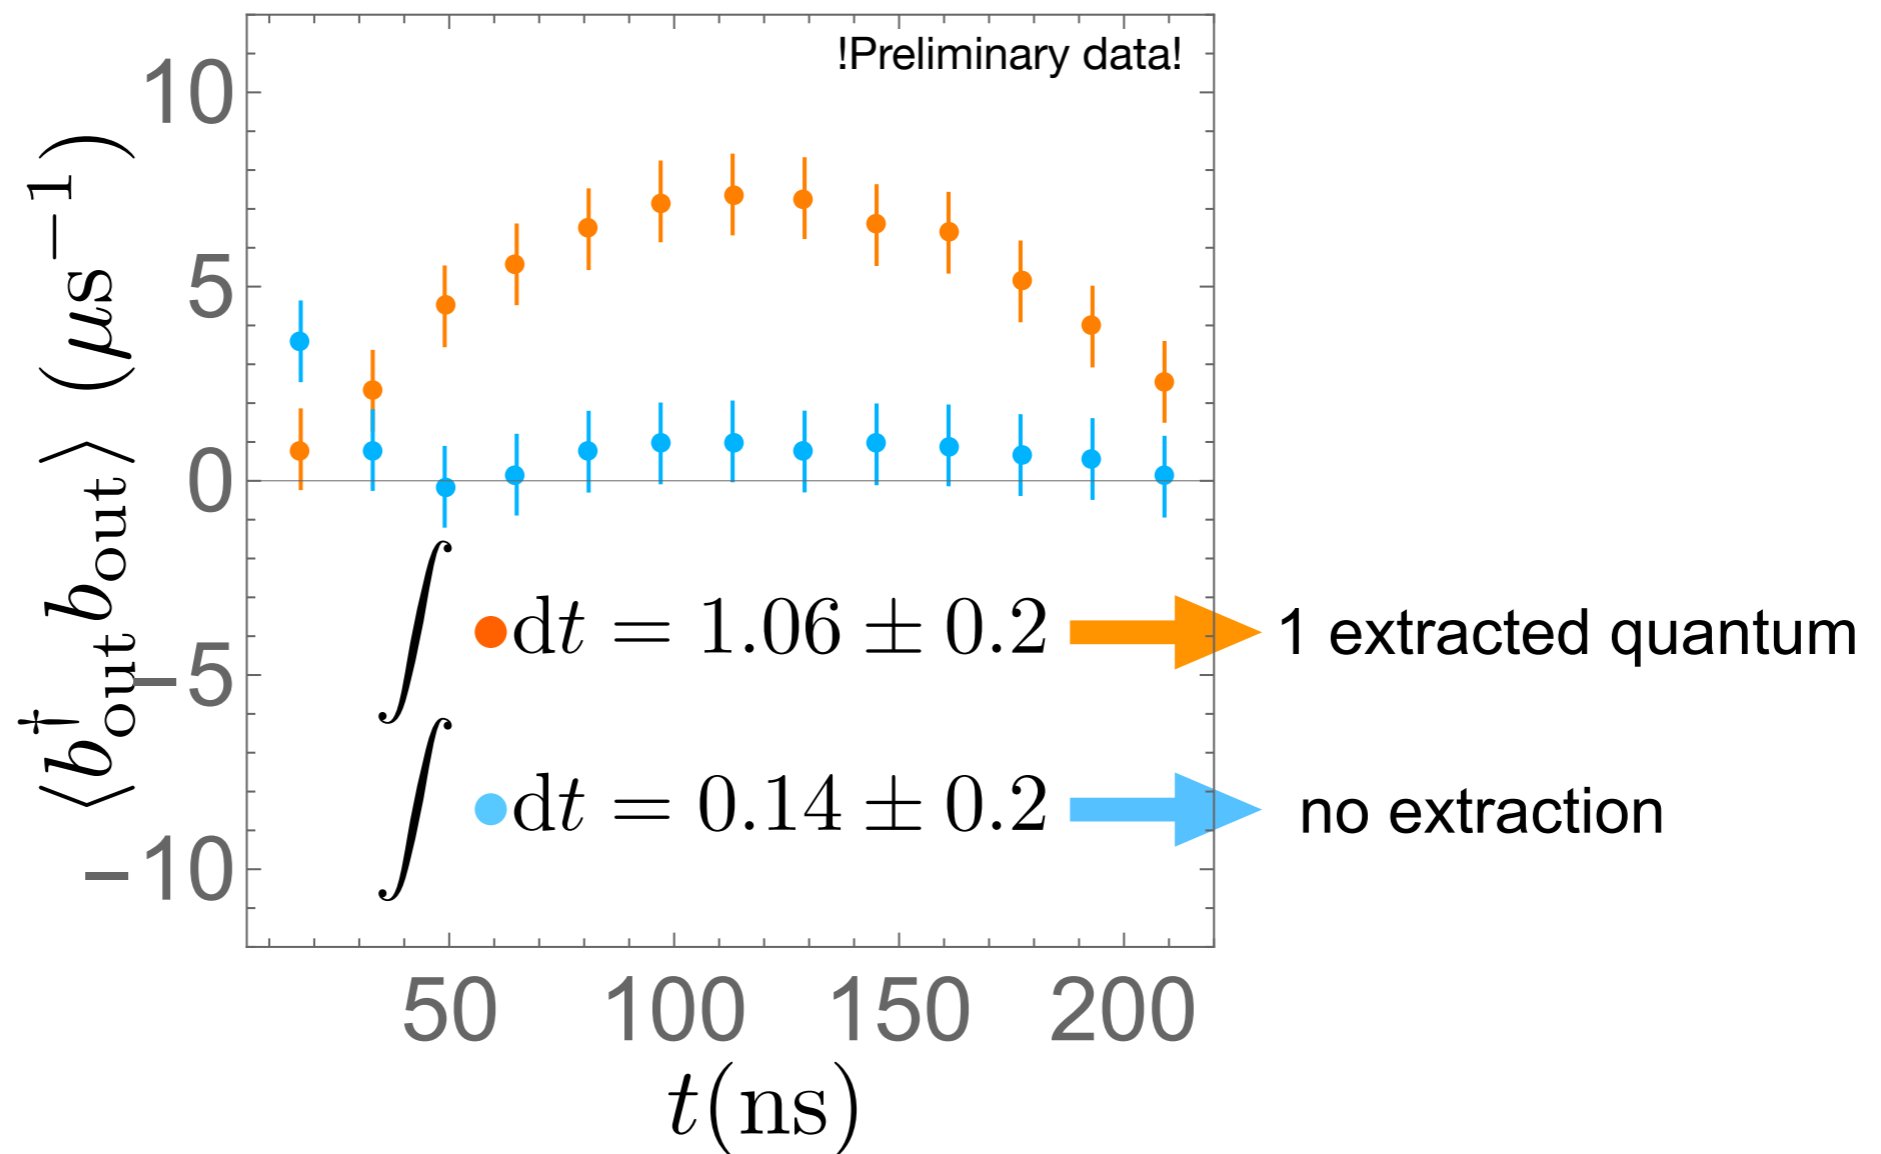 !Preliminary data!
10
5
0
−5
−10
⟨b†out bout⟩ (μs−1)
∫ dt = 1.06 ± 0.2
1 extracted quantum
∫ dt = 0.14 ± 0.2
no extraction
50 100 150 200
t(ns)